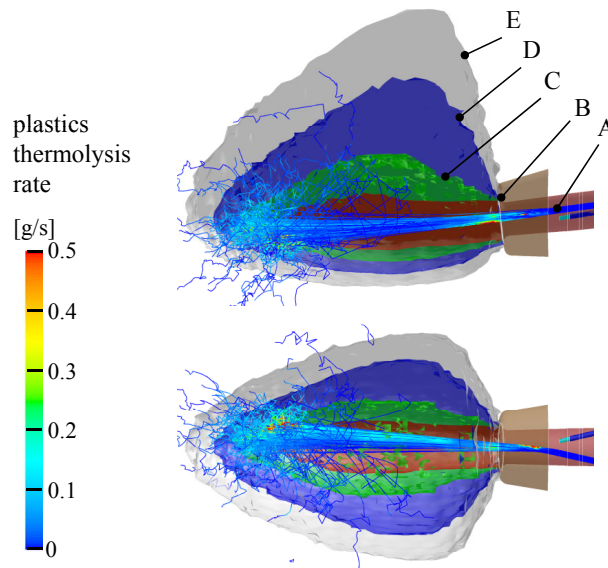 E
D
C
B
A
plastics
thermolysis
rate
[g/s]
0.5
0.4
0.3
0.2
0.1
0